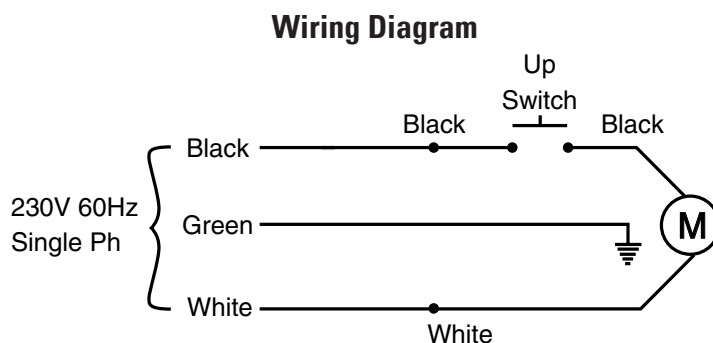 Wiring Diagram
Up
Switch
Black
Black
Black
230V 60Hz
Single Ph
Green
M
White
White